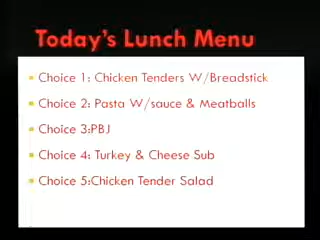 Today's Lunch Menu
Choice 1: Chicken Tenders W/Breadstick
Choice 2: Pasta W/sauce & Meatballs
Choice 3:PBJ
Choice 4: Turkey & Cheese Sub
Choice 5:Chicken Tender Salad